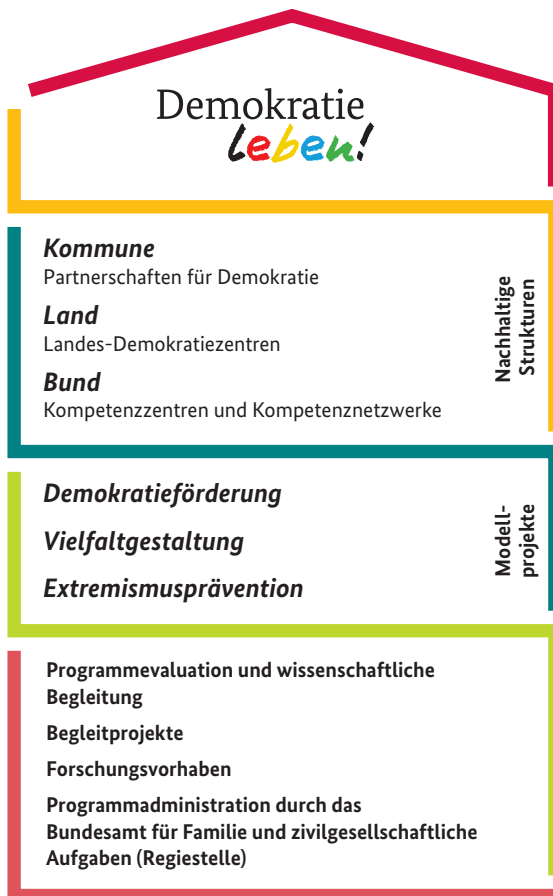 Demokratie
leben!
Kommune
Partnerschaften für Demokratie
Land
Landes-Demokratiezentren
Bund
Kompetenzzentren und Kompetenznetzwerke
Nachhaltige
Strukturen
Demokratieförderung
Vielfaltgestaltung
Extremismusprävention
Modell-
projekte
Programmevaluation und wissenschaftliche
Begleitung
Begleitprojekte
Forschungsvorhaben
Programmadministration durch das
Bundesamt für Familie und zivilgesellschaftliche
Aufgaben (Regiestelle)